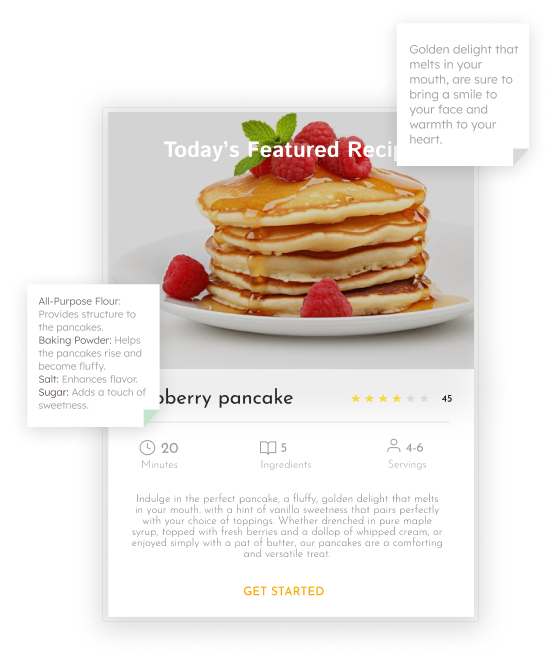 Golden delight that
melts in your
mouth, are sure to
bring a smile to
your face and
warmth to your
heart.
Today's Featured
All-Purpose Flour:
Provides structure to
the pancakes.
Baking Powder: Helps
the pancakes rise and
become fluffy.
Salt: Enhances flavor.
Sugar: Adds a touch of
sweetness.
pberry pancake
45
20
Minutes
5
Ingredients
4-6
Servings
Indulge in the perfect pancake, a fluffy, golden delight that melts
in your mouth. with a hint of vanilla sweetness that pairs perfectly
with your choice of toppings. Whether drenched in pure maple
syrup, topped with fresh berries and a dollop of whipped cream, or
enjoyed simply with a pat of butter, our pancakes are a comforting
and versatile treat.
GET STARTED